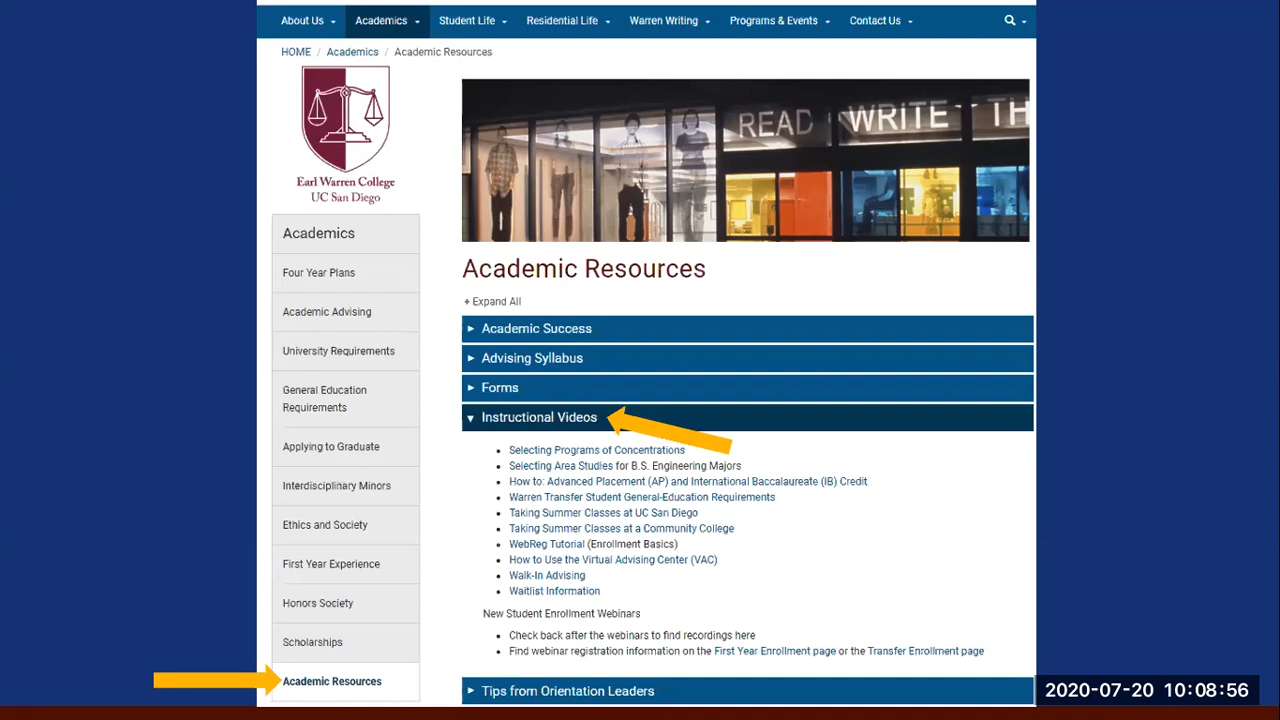 About Us Academics Student Life Residential Life Warren Writing Programs & Events Contact Us
HOME / Academics / Academic Resources
Earl Warren College
UC San Diego
Academics
Four Year Plans
Academic Advising
University Requirements
General Education
Requirements
Applying to Graduate
Interdisciplinary Minors
Ethics and Society
First Year Experience
Honors Society
Scholarships
Academic Resources
READ WRITE TH
Academic Resources
+ Expand All
Academic Success
Advising Syllabus
Forms
Instructional Videos
Selecting Programs of Concentrations
Selecting Area Studies for B.S. Engineering Majors
How to: Advanced Placement (AP) and International Baccalaureate (IB) Credit
Warren Transfer Student General-Education Requirements
Taking Summer Classes at UC San Diego
Taking Summer Classes at a Community College
WebReg Tutorial (Enrollment Basics)
How to Use the Virtual Advising Center (VAC)
Walk-In Advising
Waitlist Information
New Student Enrollment Webinars
Check back after the webinars to find recordings here
Find webinar registration information on the First Year Enrollment page or the Transfer Enrollment page
Tips from Orientation Leaders
2020-07-20 10:08:56